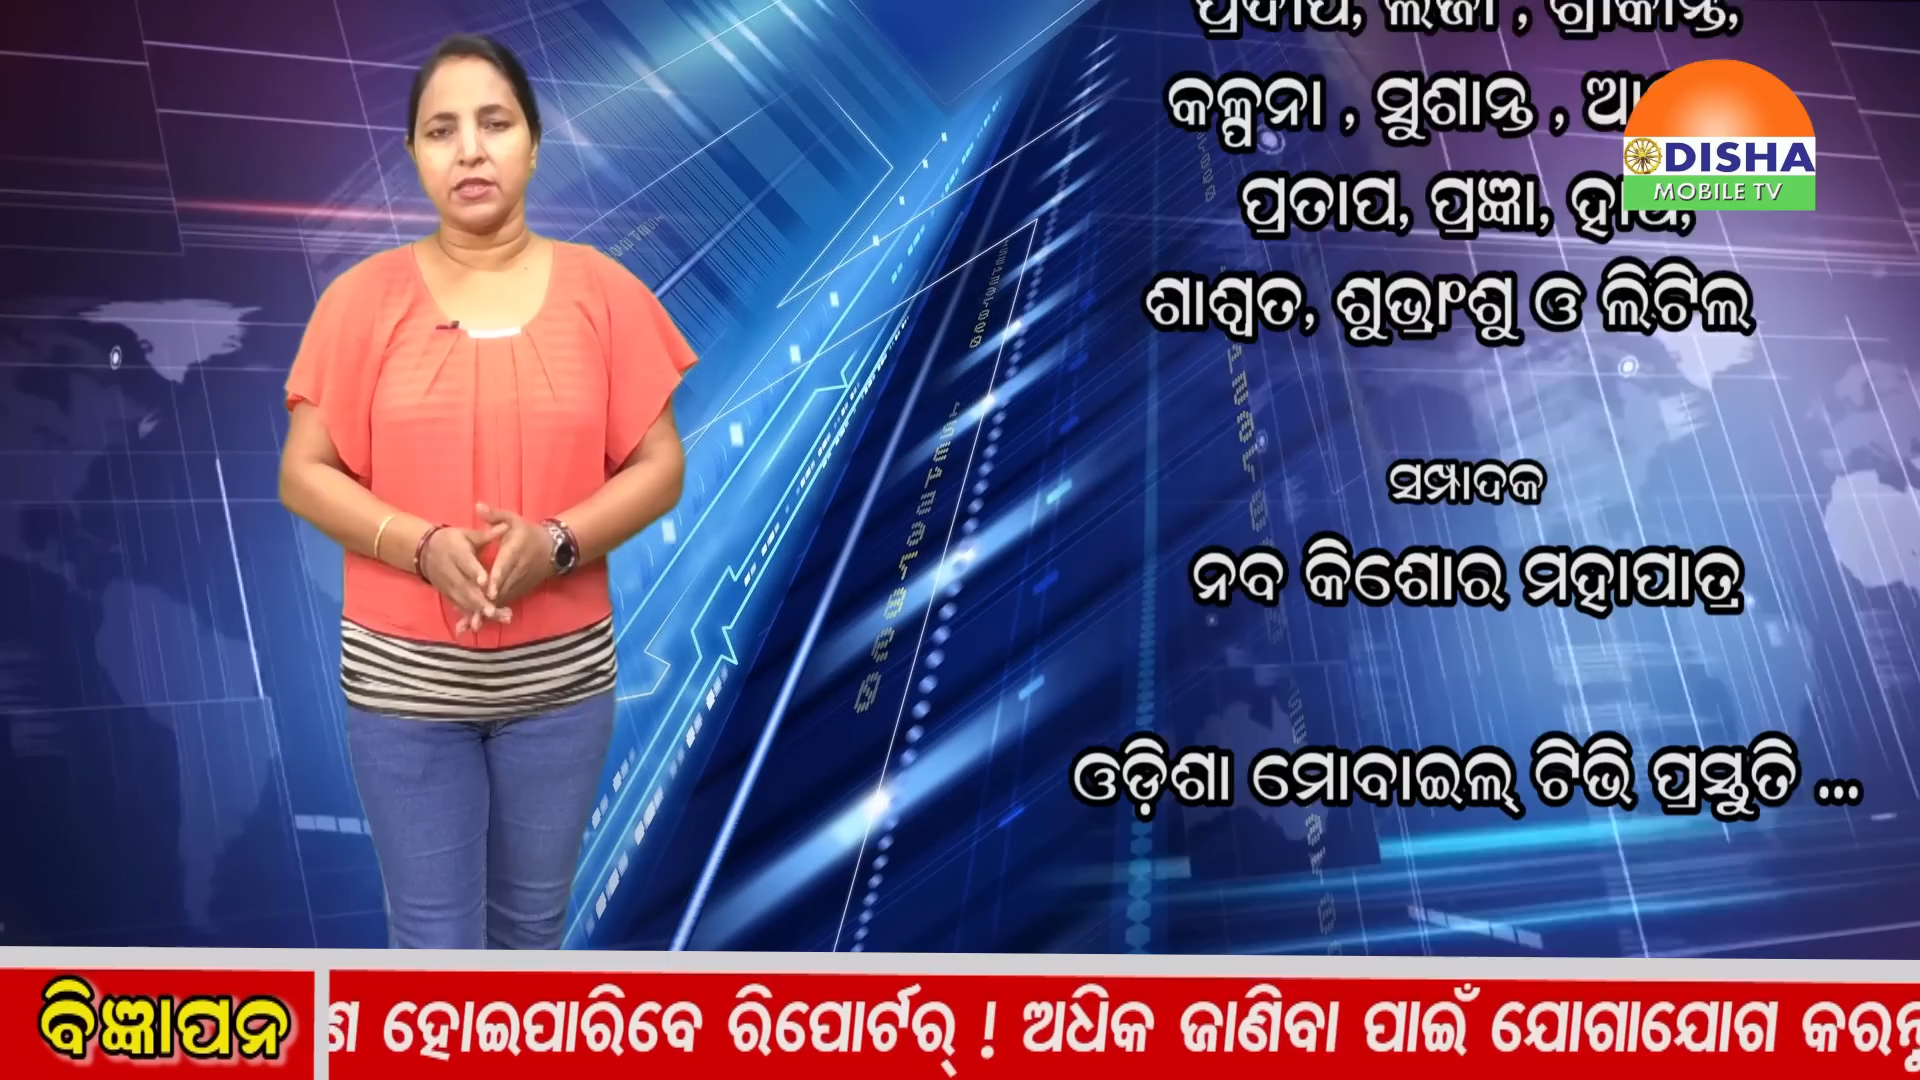 ପ୍ରଦୀପ, ଲିଜା , ଶ୍ରୀକାନ୍ତ,
କଳ୍ପନା , ସୁଶାନ୍ତ ,
ପ୍ରତାପ, ପ୍ରଜ୍ଞା,
ଶାଶ୍ୱତ, ଶୁଭ୍ରାଂଶୁ ଓ ଲିଟିଲ
ସମ୍ପାଦକ
ନବ କିଶୋର ମହାପାତ୍ର
ଓଡ଼ିଶା ମୋବାଇଲ୍ ଟିଭି ପ୍ରସ୍ତୁତି ...
ODISHA
MOBILE TV
ବିଜ୍ଞାପନ
ହୋଇପାରିବେ ରିପୋର୍ଟର୍ ! ଅଧିକ ଜାଣିବା ପାଇଁ ଯୋଗାଯୋଗ